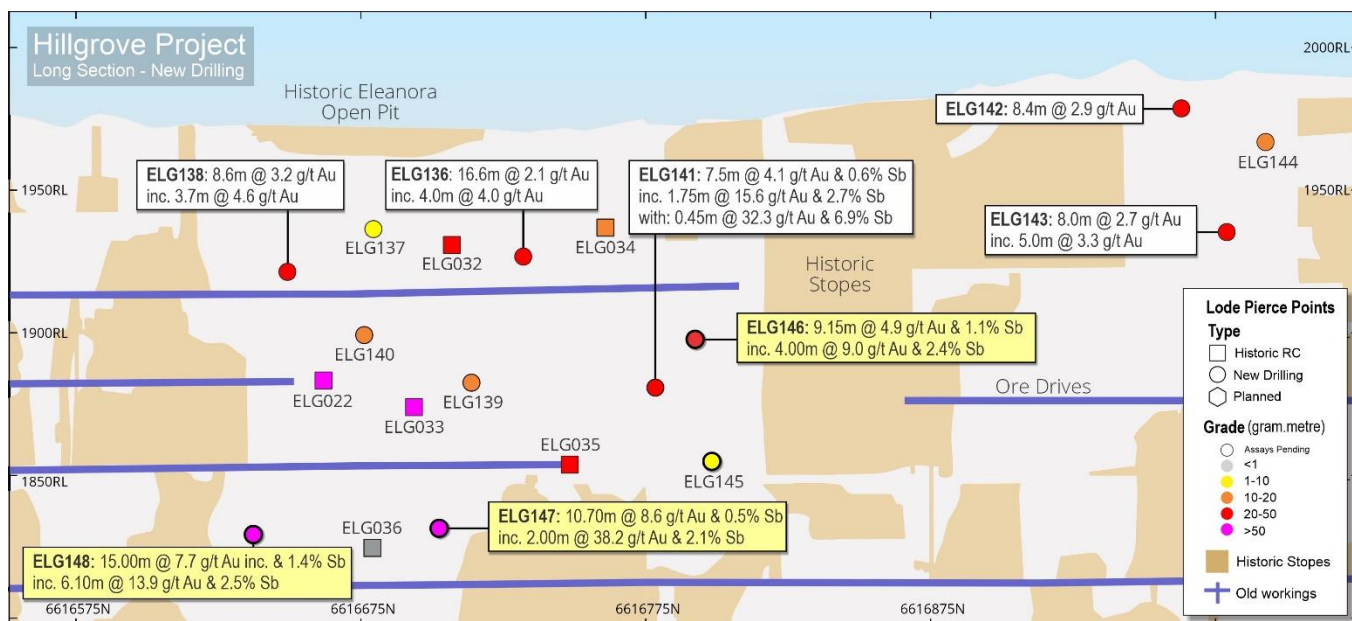 Hillgrove Project
Long Section - New Drilling
2000RL
Historic Eleanora
Open Pit
ELG142: 8.4m @ 2.9 g/t Au
ELG144
1950RL
1950RL
ELG138: 8.6m @ 3.2 g/t Au
inc. 3.7m @ 4.6 g/t Au
ELG136: 16.6m @ 2.1 g/t Au
inc. 4.0m @ 4.0 g/t Au
ELG141: 7.5m @ 4.1 g/t Au & 0.6% Sb
inc. 1.75m @ 15.6 g/t Au & 2.7% Sb
with: 0.45m @ 32.3 g/t Au & 6.9% Sb
ELG143: 8.0m @ 2.7 g/t Au
inc. 5.0m @ 3.3 g/t Au
ELG137
ELG032
ELG034
Historic
Stopes
1900RL
ELG140
ELG146: 9.15m @ 4.9 g/t Au & 1.1% Sb
inc. 4.00m @ 9.0 g/t Au & 2.4% Sb
ELG022
ELG033
ELG139
Ore Drives
ELG035
1850RL
ELG145
ELG036
ELG147: 10.70m @ 8.6 g/t Au & 0.5% Sb
inc. 2.00m @ 38.2 g/t Au & 2.1% Sb
ELG148: 15.00m @ 7.7 g/t Au inc. & 1.4% Sb
inc. 6.10m @ 13.9 g/t Au & 2.5% Sb
6616575N
6616675N
6616775N
6616875N
Lode Pierce Points
Type
Historic RC
New Drilling
Planned
Grade (gram.metre)
Assays Pending
<1
1-10
10-20
20-50
>50
Historic Stopes
Old workings